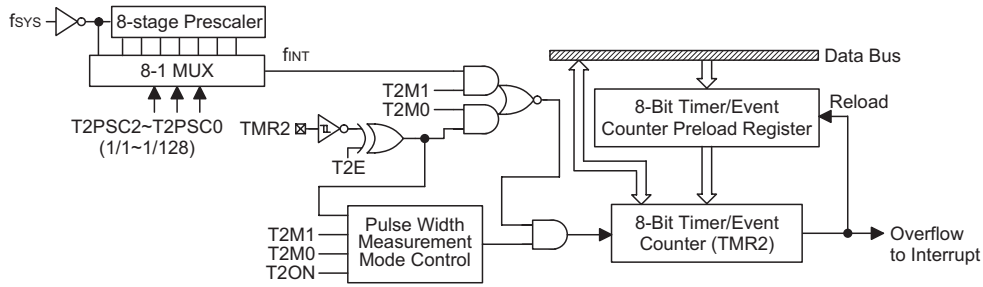 fSYS
8-stage Prescaler
8-1 MUX
fINT
T2PSC2~T2PSC0
(1/1~1/128)
TMR2
T2E
T2M1
T2M0
T2M1
T2M0
T2ON
Pulse Width
Measurement
Mode Control
Data Bus
8-Bit Timer/Event
Counter Preload Register
Reload
8-Bit Timer/Event
Counter (TMR2)
Overflow
to Interrupt